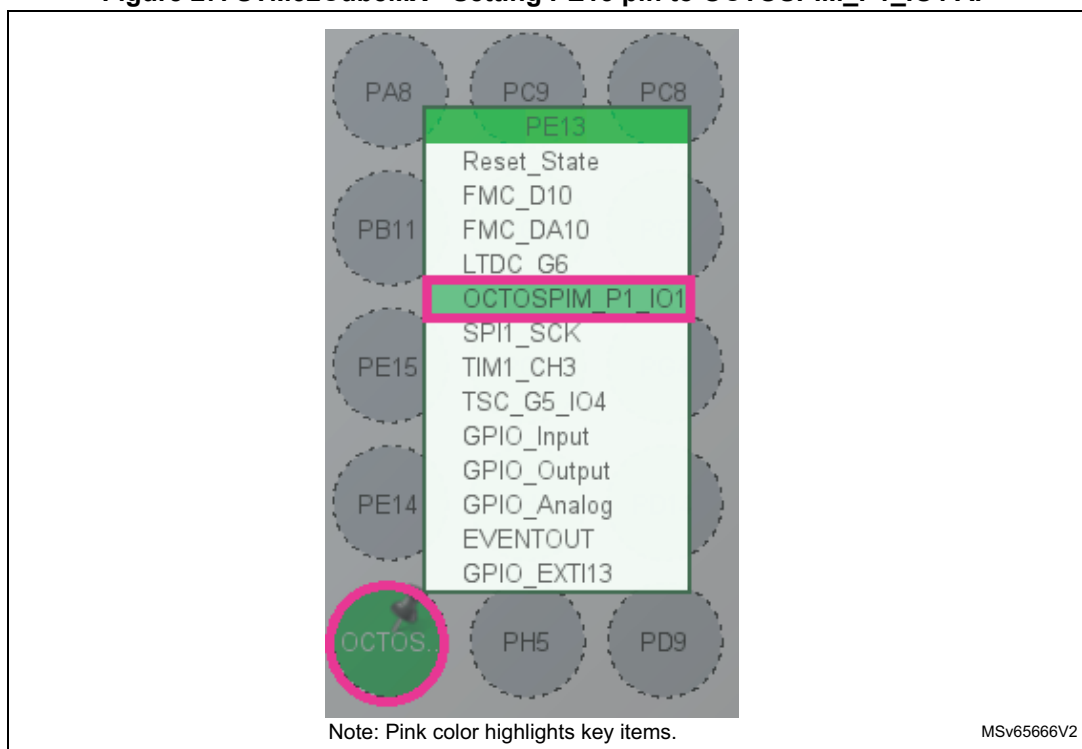 PA8 PC9 PC8
PE13
Reset_State
FMC_D10
PB11 FMC_DA10
LTDC_G6
OCTOSPIM_P1_IO1
SPI1_SCK
PE15 TIM1_CH3
TSC_G5_IO4
GPIO_Input
GPIO_Output
PE14 GPIO_Analog
EVENTOUT
GPIO_EXTI13
OCTOS.. PH5 PD9
Note: Pink color highlights key items. MSv65666V2